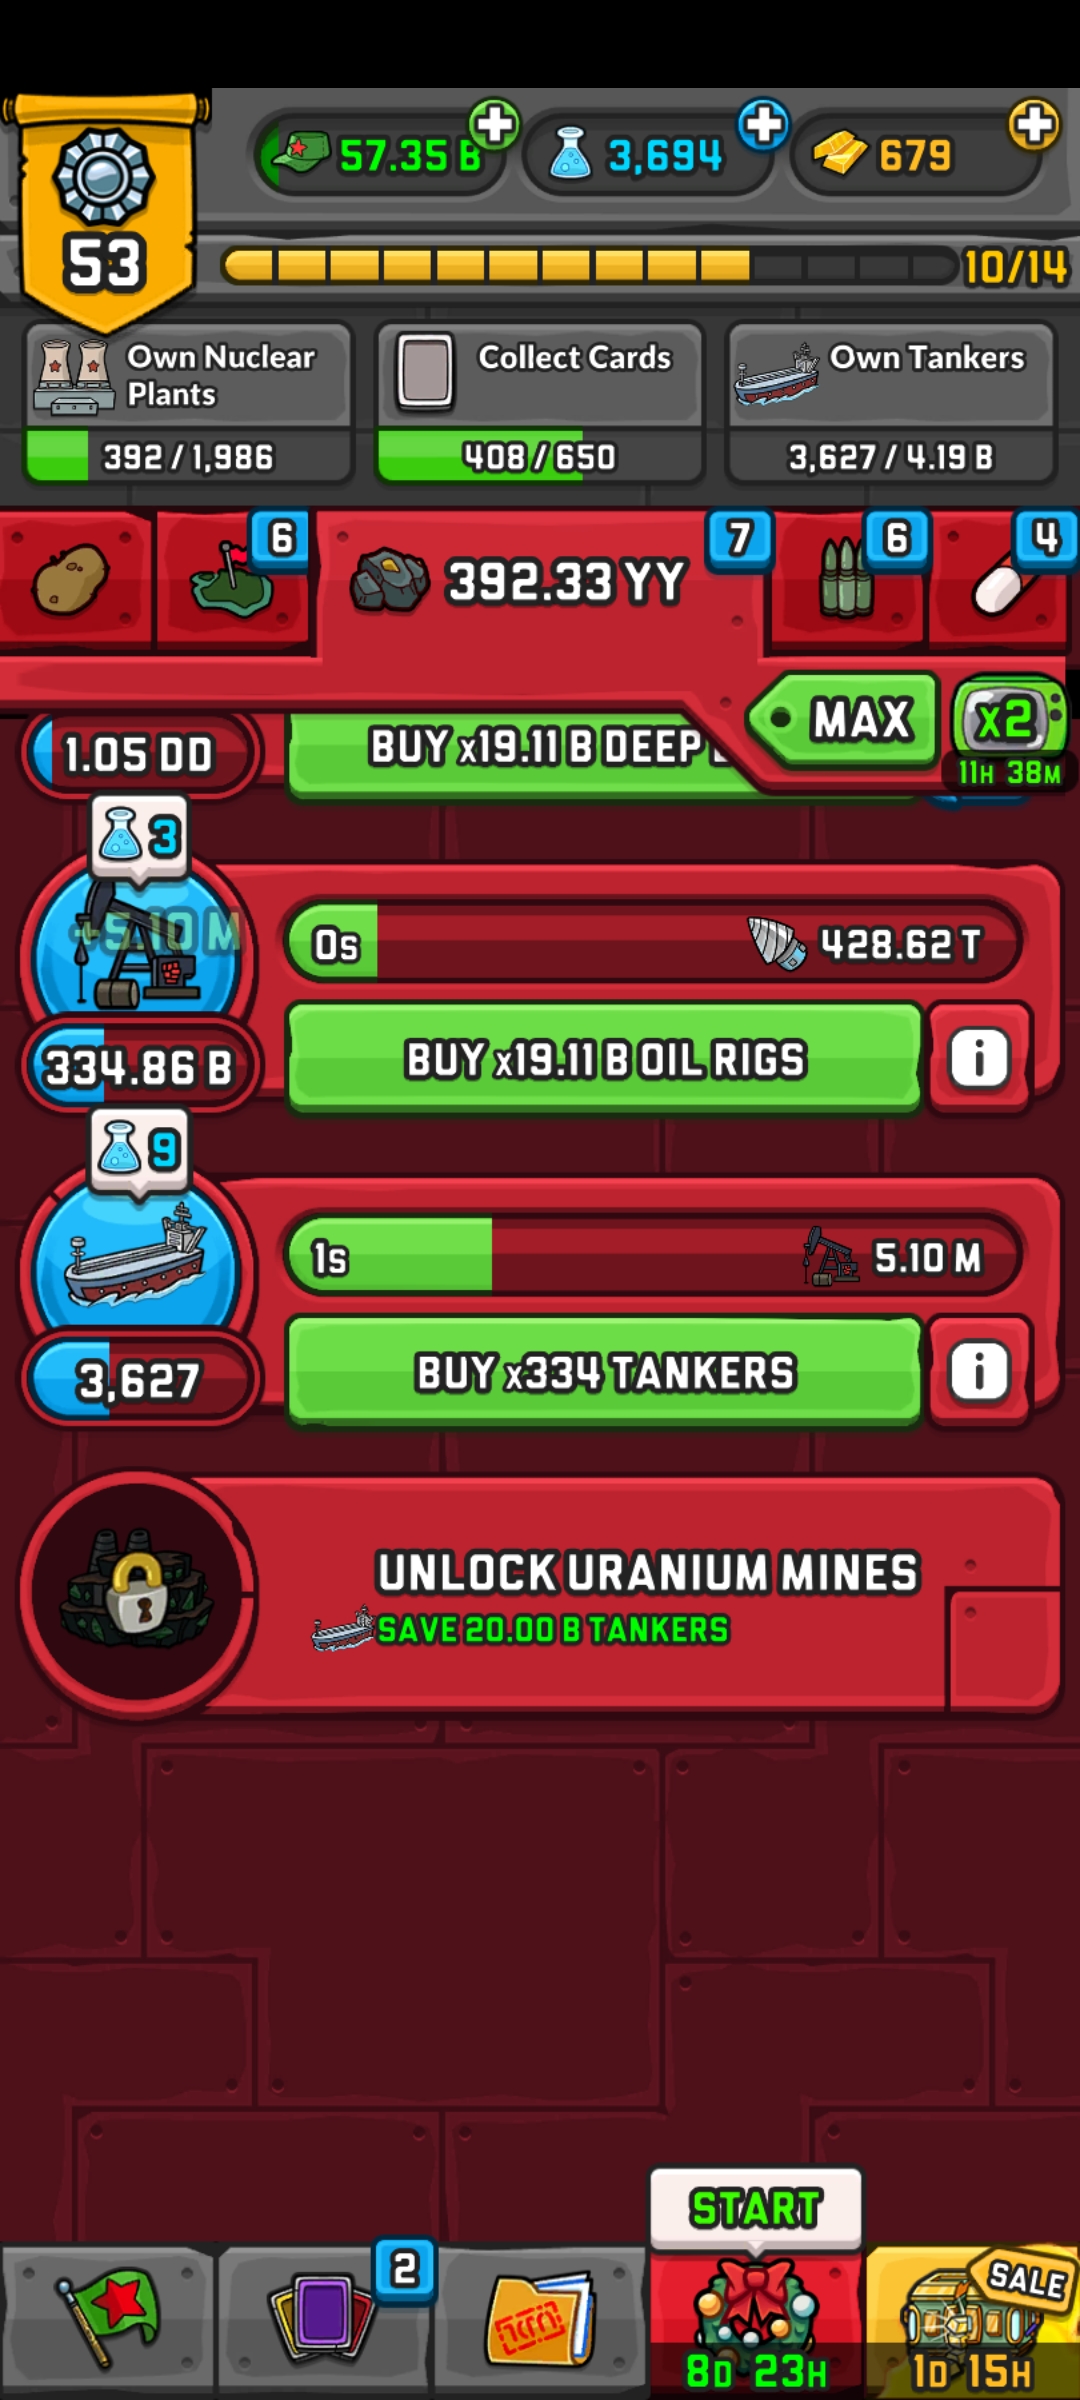 53
57.35 B
3,694
679
10/14
Own Nuclear
Plants
392 / 1,986
Collect Cards
408 / 650
Own Tankers
3,627 / 4.19 B
6
392.33 YY
7
6
4
MAX
x2
11H 38M
1.05 DD
BUY x19.11 B DEEP
3
+5.10 M
0s
428.62 T
334.86 B
BUY x19.11 B OIL RIGS
i
9
1s
5.10 M
3,627
BUY x334 TANKERS
i
UNLOCK URANIUM MINES
SAVE 20.00 B TANKERS
START
2
SALE
8D 23H
1D 15H